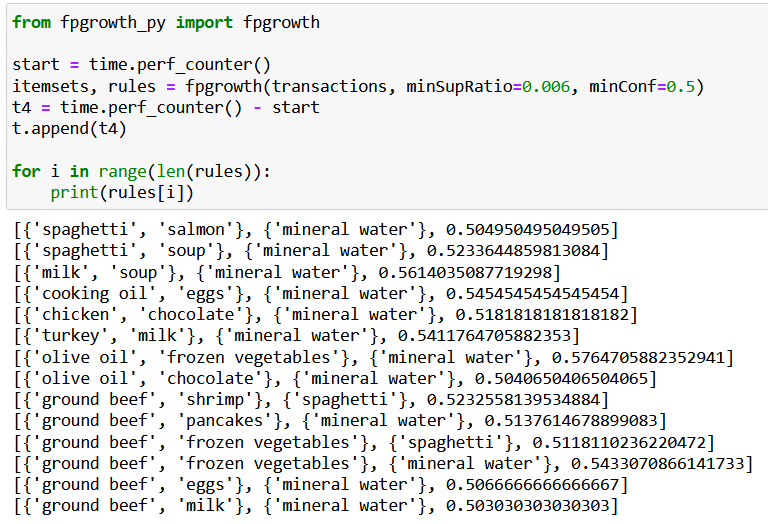 from fpgrowth_py import fpgrowth
start = time.perf_counter()
itemsets, rules = fpgrowth(transactions, minSupRatio=0.006, minConf=0.5)
t4 = time.perf_counter() - start
t.append(t4)
for i in range(len(rules)):
    print(rules[i])
[{'spaghetti', 'salmon'}, {'mineral water'}, 0.504950495049505]
[{'spaghetti', 'soup'}, {'mineral water'}, 0.5233644859813084]
[{'milk', 'soup'}, {'mineral water'}, 0.5614035087719298]
[{'cooking oil', 'eggs'}, {'mineral water'}, 0.5454545454545454]
[{'chicken', 'chocolate'}, {'mineral water'}, 0.5181818181818182]
[{'turkey', 'milk'}, {'mineral water'}, 0.5411764705882353]
[{'olive oil', 'frozen vegetables'}, {'mineral water'}, 0.5764705882352941]
[{'olive oil', 'chocolate'}, {'mineral water'}, 0.5040650406504065]
[{'ground beef', 'shrimp'}, {'spaghetti'}, 0.5232558139534884]
[{'ground beef', 'pancakes'}, {'mineral water'}, 0.5137614678899083]
[{'ground beef', 'frozen vegetables'}, {'spaghetti'}, 0.5118110236220472]
[{'ground beef', 'frozen vegetables'}, {'mineral water'}, 0.5433070866141733]
[{'ground beef', 'eggs'}, {'mineral water'}, 0.5066666666666667]
[{'ground beef', 'milk'}, {'mineral water'}, 0.503030303030303]